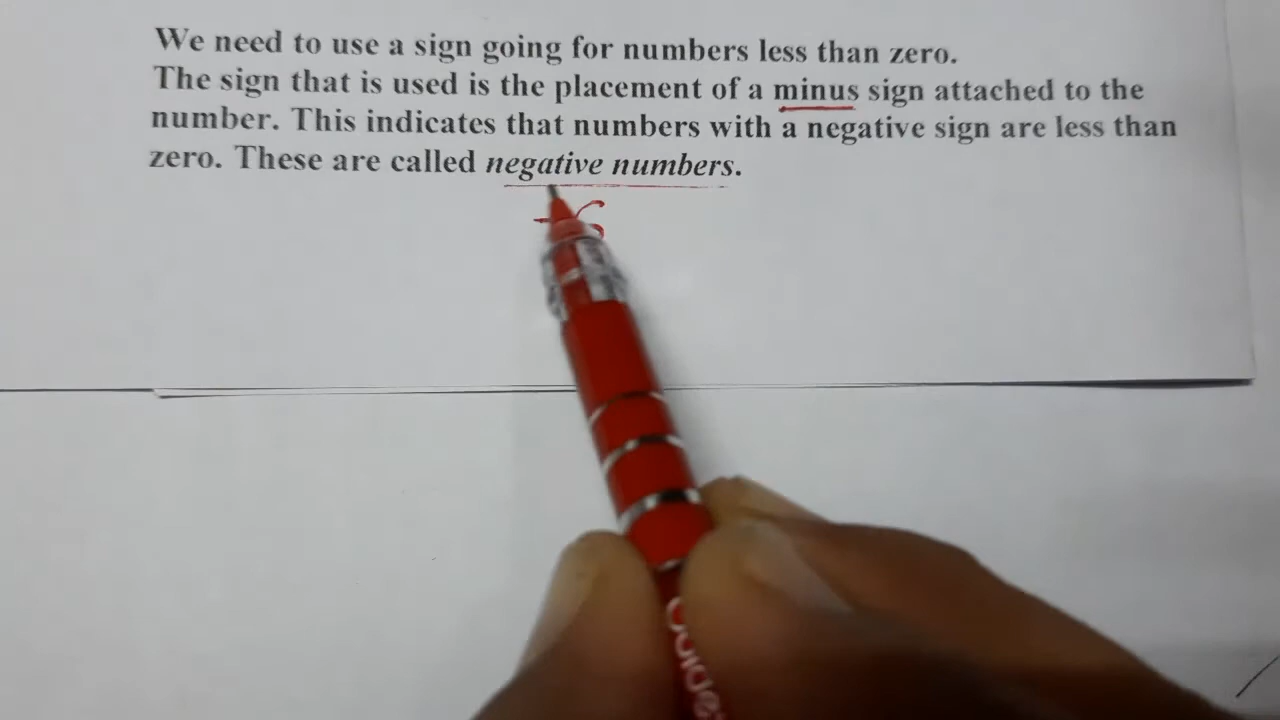 We need to use a sign going for numbers less than zero.
The sign that is used is the placement of a minus sign attached to the
number. This indicates that numbers with a negative sign are less than
zero. These are called negative numbers.